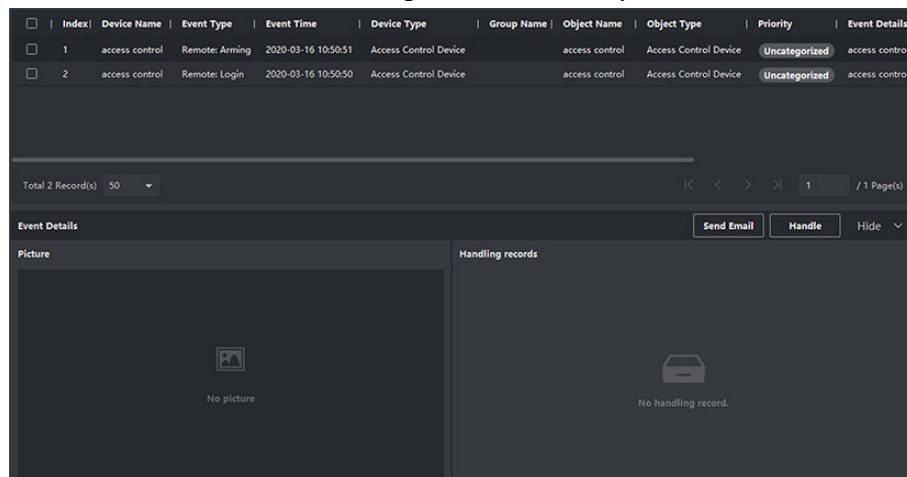 Index Device Name Event Type Event Time Device Type Group Name Object Name Object Type Priority Event Details
1 access control Remote: Arming 2020-03-16 10:50:51 Access Control Device access control Access Control Device Uncategorized access contro
2 access control Remote: Login 2020-03-16 10:50:50 Access Control Device access control Access Control Device Uncategorized access contro
Total 2 Record(s) 50 1 / 1 Page(s)
Event Details Send Email Handle Hide
Picture Handling records
No picture
No handling record.